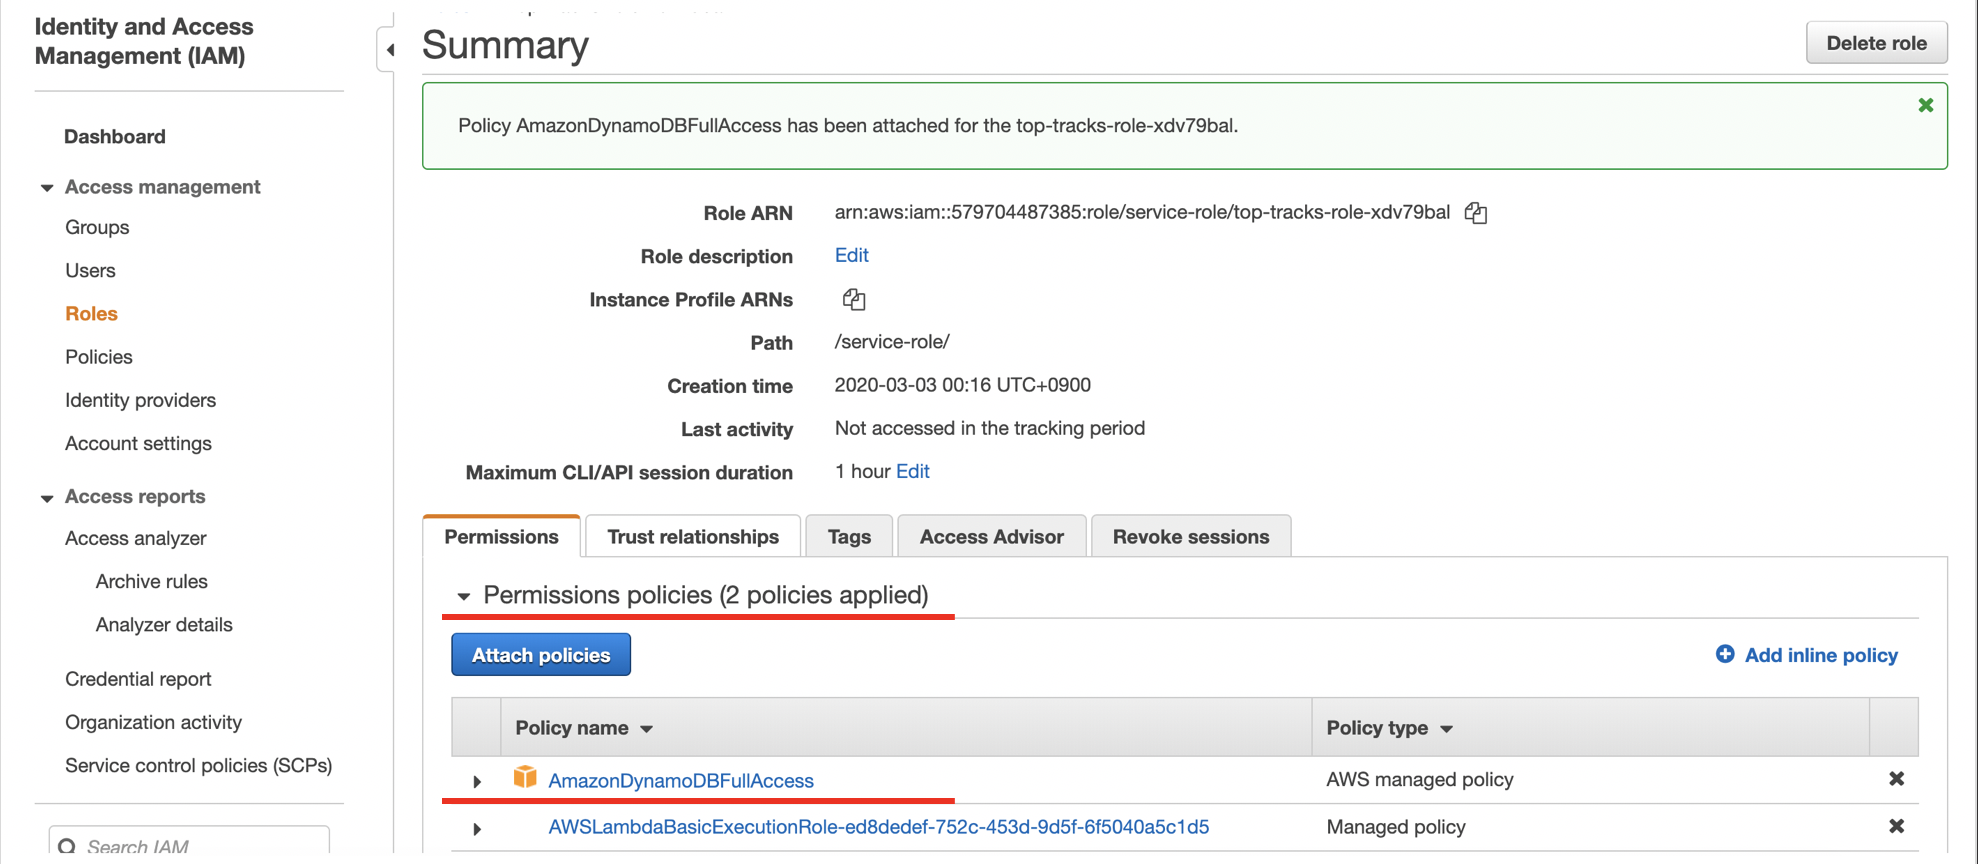 Identity and Access
Management (IAM)
Dashboard
Access management
Groups
Users
Roles
Policies
Identity providers
Account settings
Access reports
Access analyzer
Archive rules
Analyzer details
Credential report
Organization activity
Service control policies (SCPs)
Search IAM
Summary
Delete role
Policy AmazonDynamoDBFullAccess has been attached for the top-tracks-role-xdv79bal.
Role ARN arn:aws:iam::579704487385:role/service-role/top-tracks-role-xdv79bal
Role description Edit
Instance Profile ARNs
Path /service-role/
Creation time 2020-03-03 00:16 UTC+0900
Last activity Not accessed in the tracking period
Maximum CLI/API session duration 1 hour Edit
Permissions Trust relationships Tags Access Advisor Revoke sessions
Permissions policies (2 policies applied)
Attach policies Add inline policy
Policy name Policy type
AmazonDynamoDBFullAccess AWS managed policy
AWSLambdaBasicExecutionRole-ed8dedef-752c-453d-9d5f-6f5040a5c1d5 Managed policy